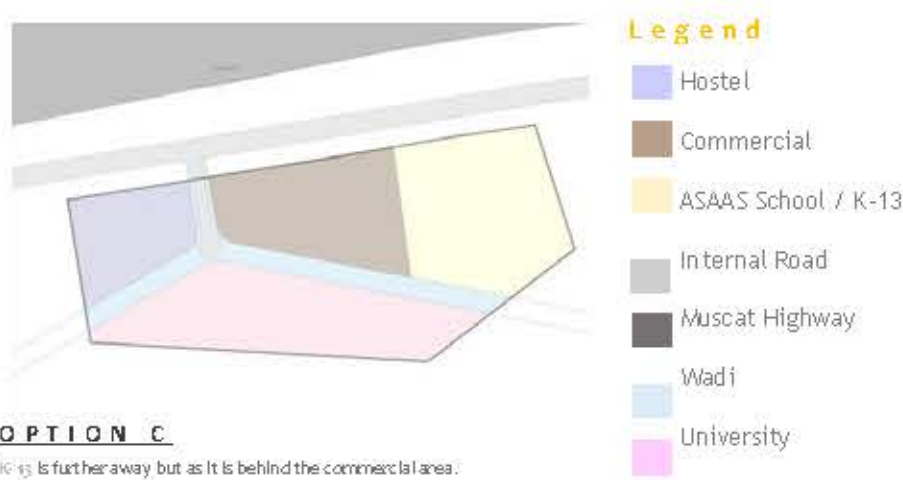 Legend
Hostel
Commercial
ASAAS School / K-13
Internal Road
Muscat Highway
Wadi
University
OPTION C
K-13 is further away but as it is behind the commercial area.